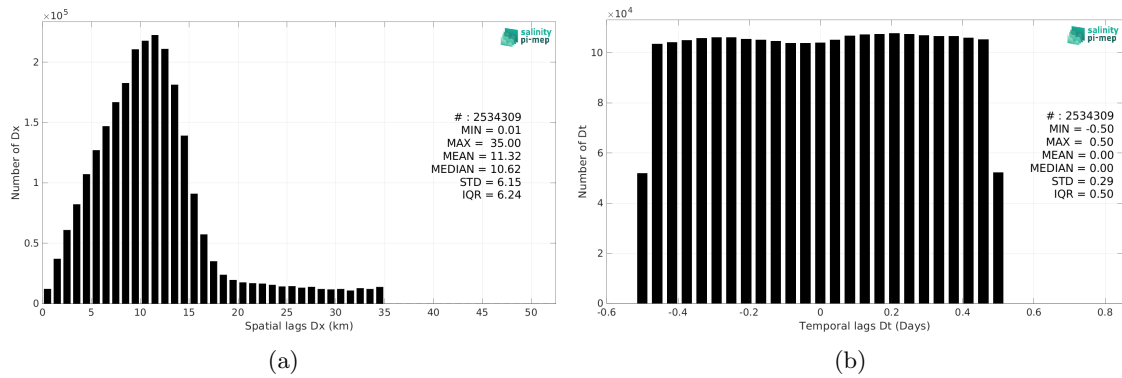 ×10⁵
salinity
pi-mep
2
1.5
1
0.5
0
Number of Dx
# : 2534309
MIN = 0.01
MAX = 35.00
MEAN = 11.32
MEDIAN = 10.62
STD = 6.15
IQR = 6.24
0 5 10 15 20 25 30 35 40 45 50
Spatial lags Dx (km)
(a)
×10⁴
salinity
pi-mep
10
8
6
4
2
0
Number of Dt
# : 2534309
MIN = -0.50
MAX = 0.50
MEAN = 0.00
MEDIAN = 0.00
STD = 0.29
IQR = 0.50
-0.6 -0.4 -0.2 0 0.2 0.4 0.6 0.8
Temporal lags Dt (Days)
(b)